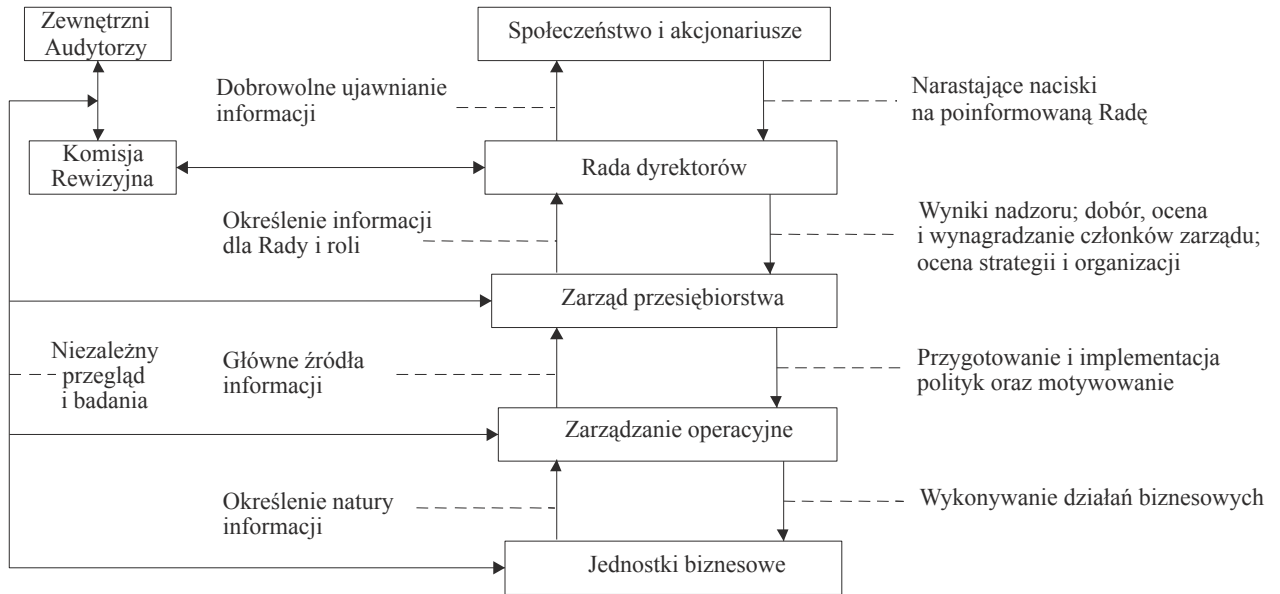 Zewnętrzni
Audytorzy
Społeczeństwo i akcjonariusze
Dobrowolne ujawnianie
informacji
Narastające naciski
na poinformowaną Radę
Komisja
Rewizyjna
Rada dyrektorów
Określenie informacji
dla Rady i roli
Wyniki nadzoru; dobór, ocena
i wynagradzanie członków zarządu;
ocena strategii i organizacji
Zarząd przesiębiorstwa
Niezależny
przegląd
i badania
Główne źródła
informacji
Przygotowanie i implementacja
polityk oraz motywowanie
Zarządzanie operacyjne
Określenie natury
informacji
Wykonywanie działań biznesowych
Jednostki biznesowe